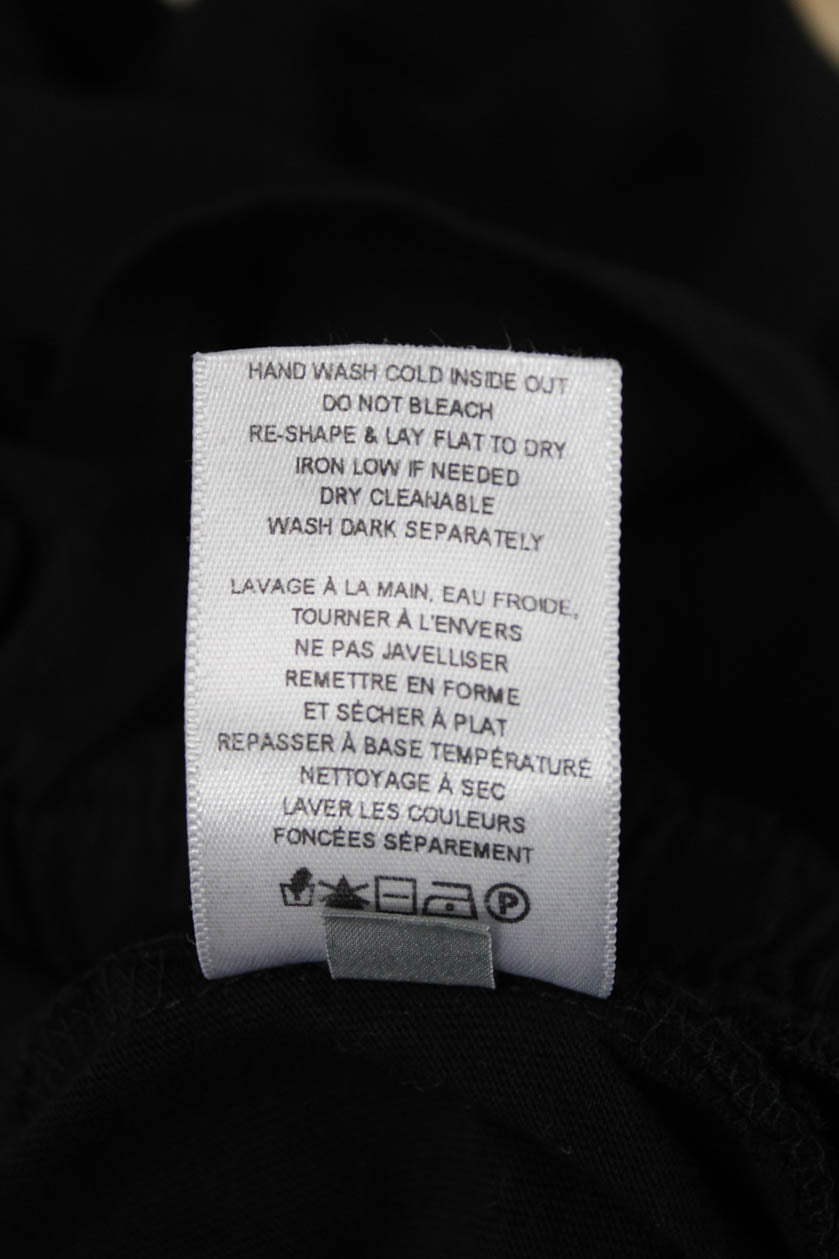 HAND WASH COLD INSIDE OUT
DO NOT BLEACH
RE-SHAPE & LAY FLAT TO DRY
IRON LOW IF NEEDED
DRY CLEANABLE
WASH DARK SEPARATELY
LAVAGE À LA MAIN, EAU FROIDE,
TOURNER À L'ENVERS
NE PAS JAVELLISER
REMETTRE EN FORME
ET SÉCHER À PLAT
REPASSER À BASE TEMPÉRATURE
NETTOYAGE À SEC
LAVER LES COULEURS
FONCÉES SÉPAREMENT
P